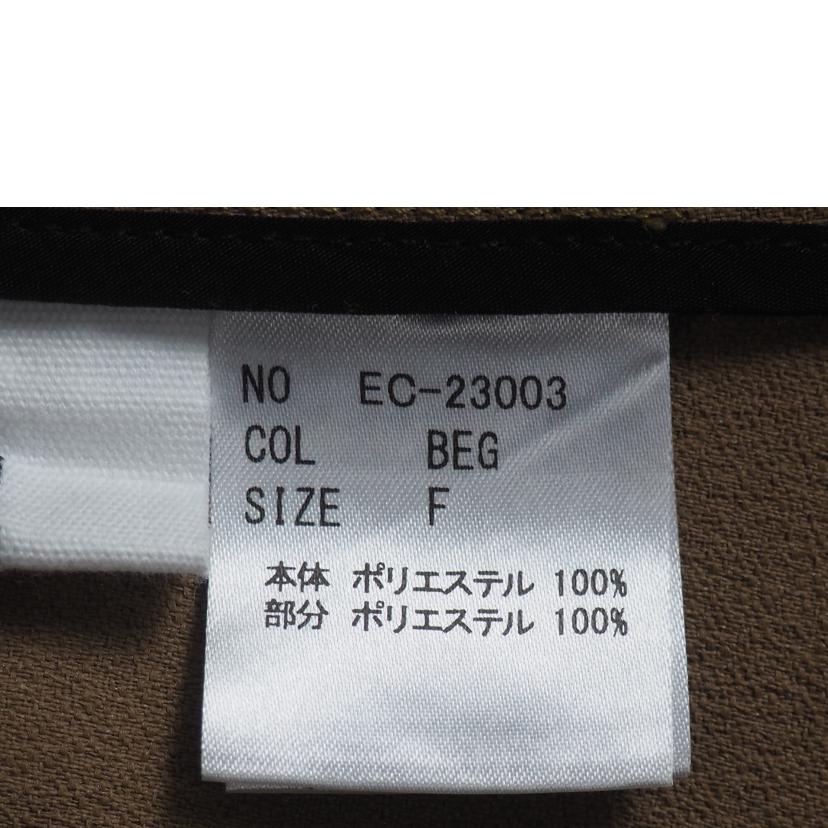 NO EC-23003
COL BEG
SIZE F
本体 ポリエステル 100%
部分 ポリエステル 100%